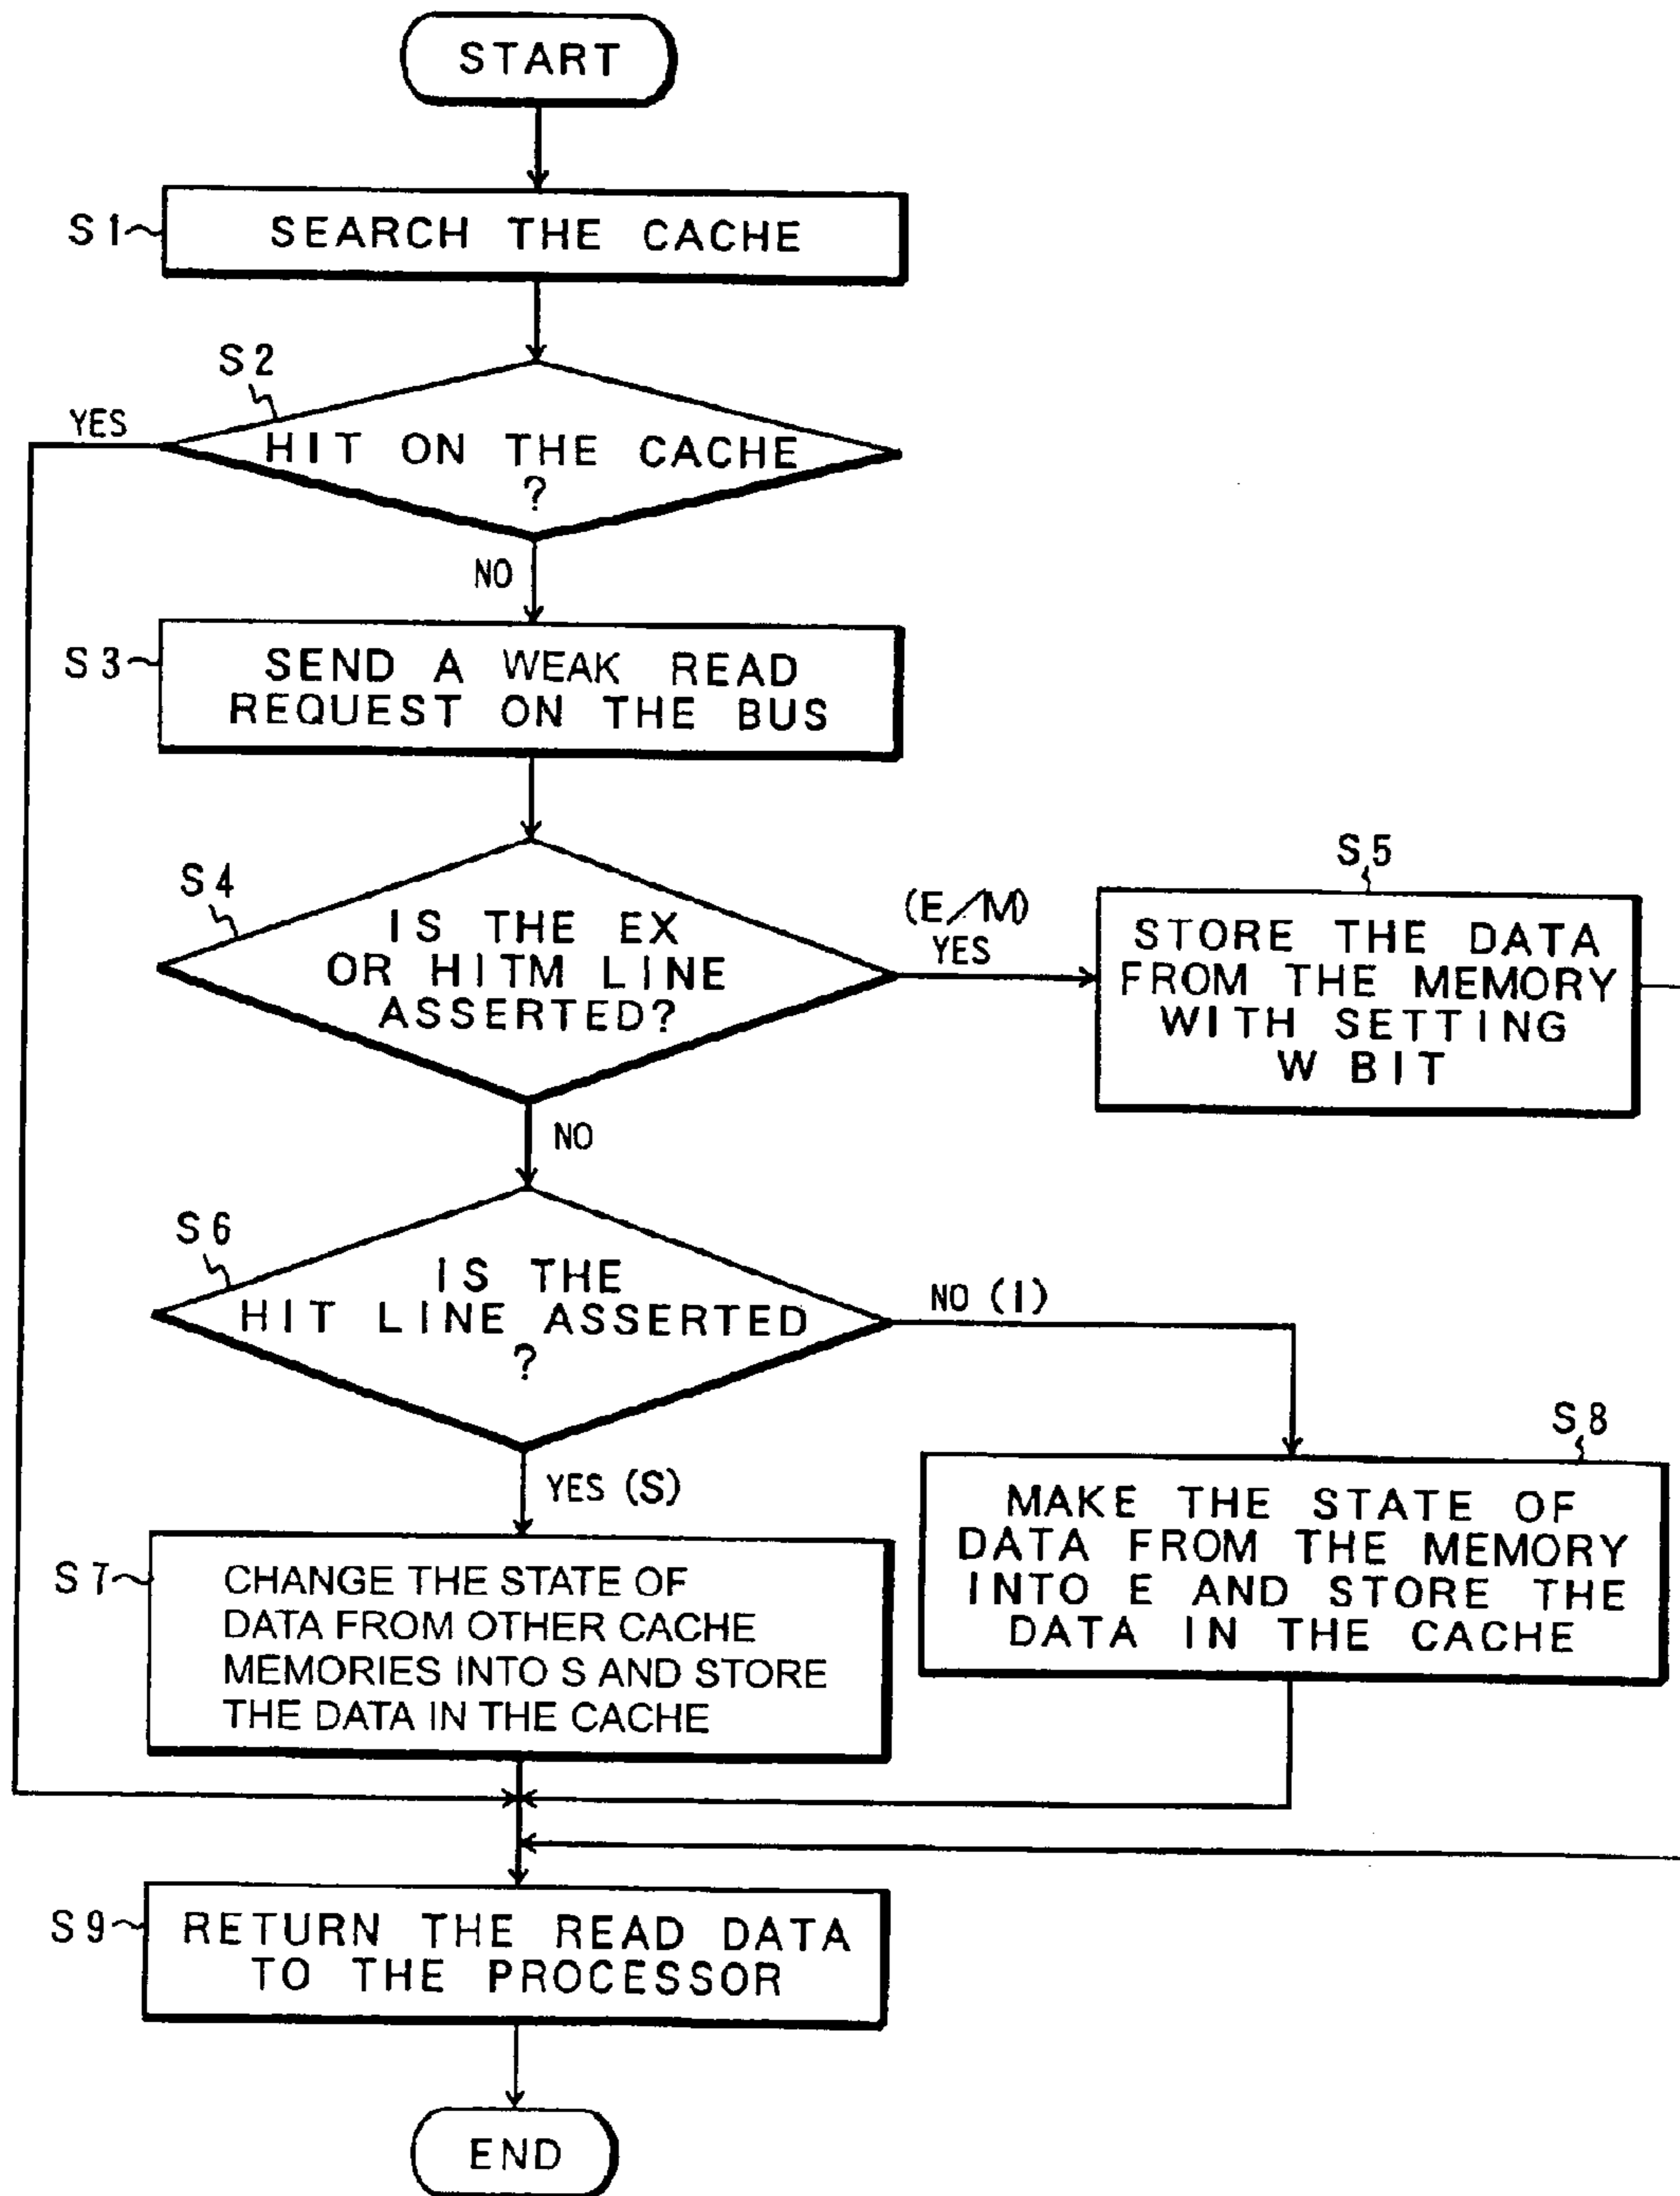 START
S1
SEARCH THE CACHE
S2
YES
HIT ON THE CACHE
?
NO
S3
SEND A WEAK READ
REQUEST ON THE BUS
S4
IS THE EX
OR HITM LINE
ASSERTED?
(E/M)
YES
S5
STORE THE DATA
FROM THE MEMORY
WITH SETTING
W BIT
NO
S6
IS THE
HIT LINE ASSERTED
?
NO (I)
YES (S)
S7
CHANGE THE STATE OF
DATA FROM OTHER CACHE
MEMORIES INTO S AND STORE
THE DATA IN THE CACHE
S8
MAKE THE STATE OF
DATA FROM THE MEMORY
INTO E AND STORE THE
DATA IN THE CACHE
S9
RETURN THE READ DATA
TO THE PROCESSOR
END